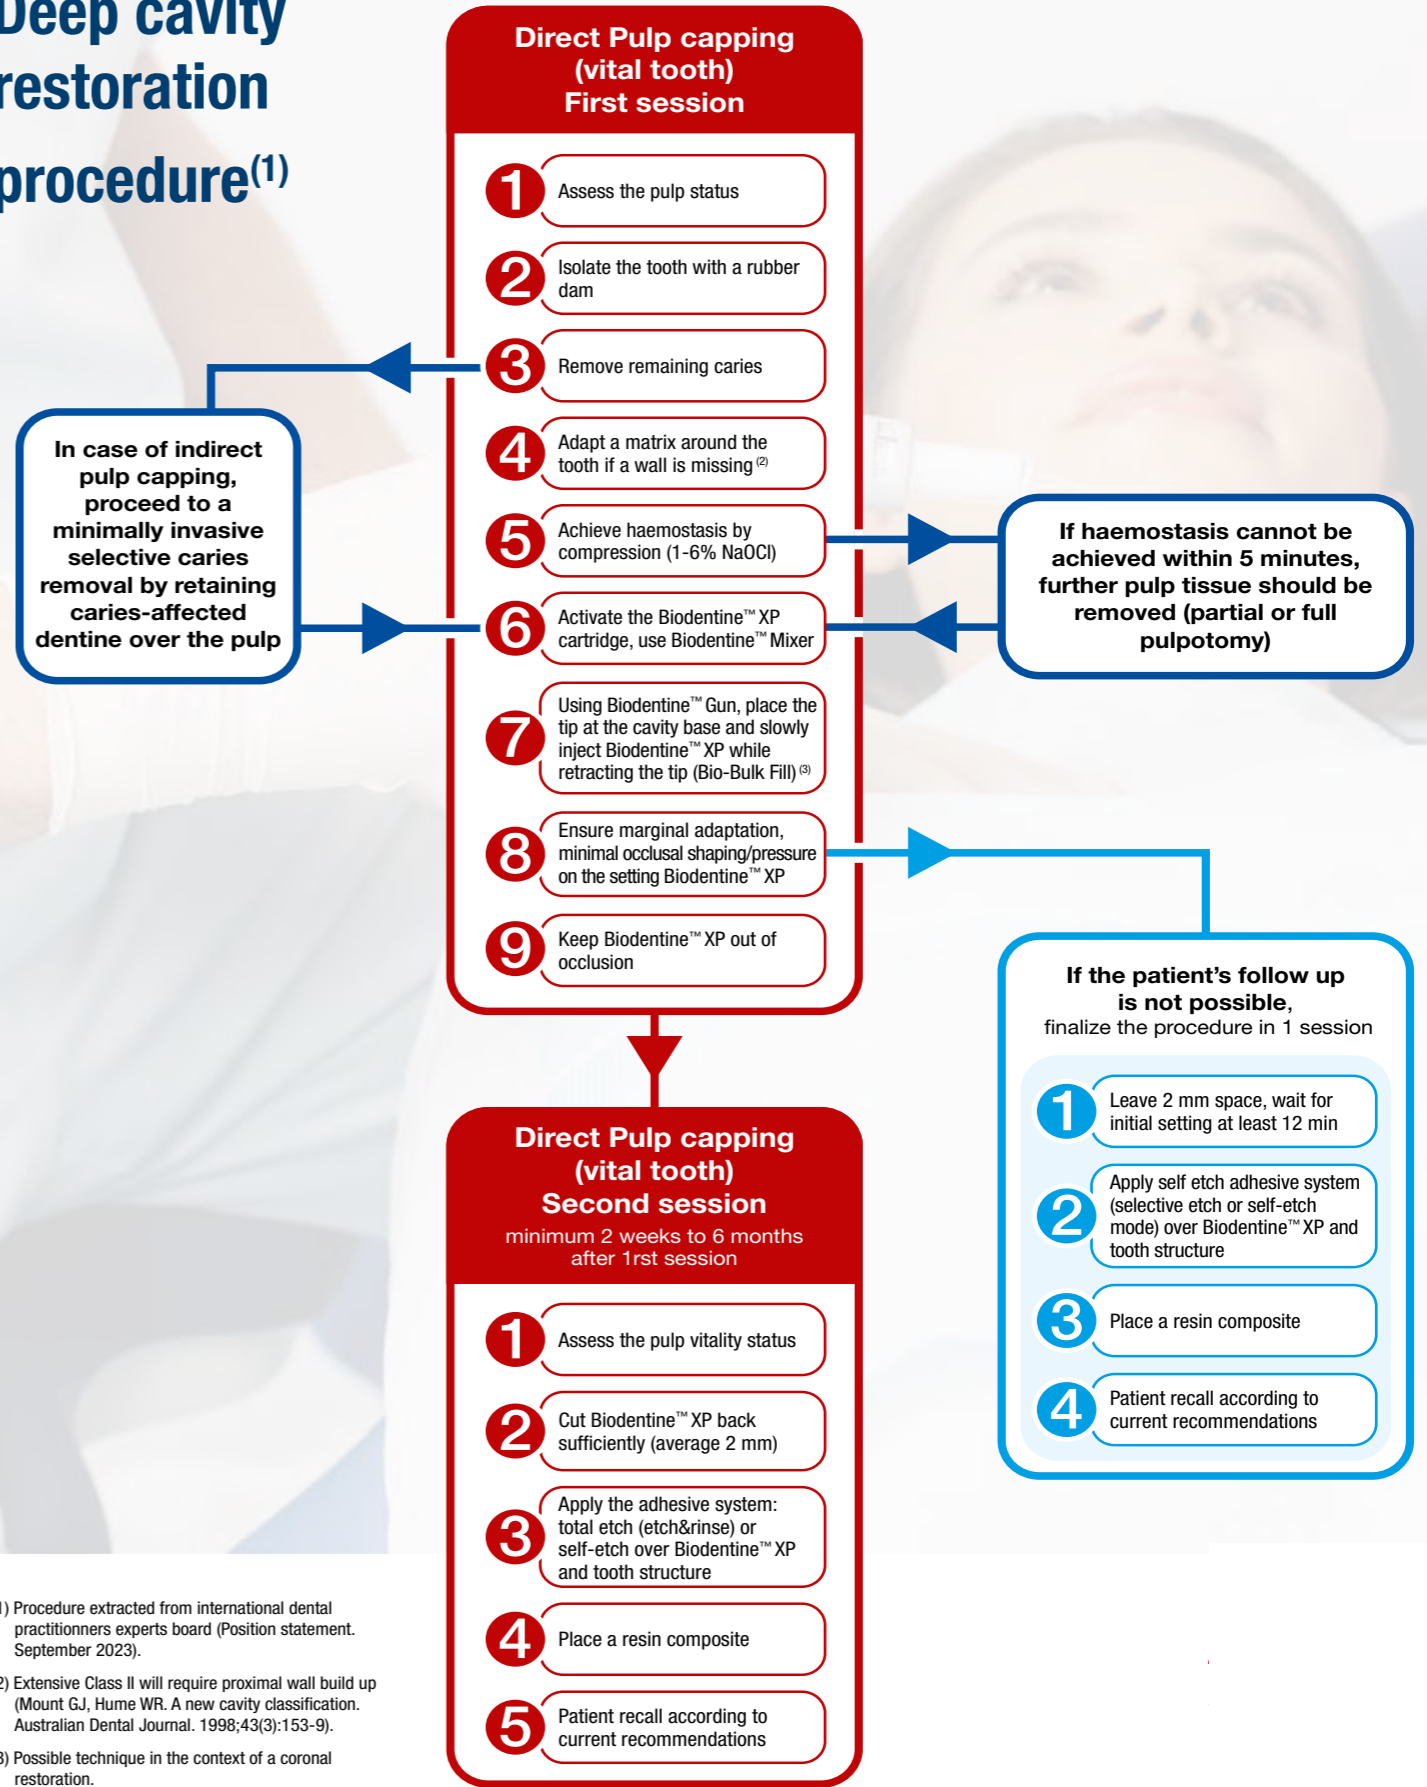 Deep cavity
restoration
procedure(1)
Direct Pulp capping
(vital tooth)
First session
1
Assess the pulp status
2
Isolate the tooth with a rubber
dam
3
Remove remaining caries
4
Adapt a matrix around the
tooth if a wall is missing (2)
5
Achieve haemostasis by
compression (1-6% NaOCl)
6
Activate the Biodentine™ XP
cartridge, use Biodentine™ Mixer
7
Using Biodentine™ Gun, place the
tip at the cavity base and slowly
inject Biodentine™ XP while
retracting the tip (Bio-Bulk Fill) (3)
8
Ensure marginal adaptation,
minimal occlusal shaping/pressure
on the setting Biodentine™ XP
9
Keep Biodentine™ XP out of
occlusion
In case of indirect
pulp capping,
proceed to a
minimally invasive
selective caries
removal by retaining
caries-affected
dentine over the pulp
If haemostasis cannot be
achieved within 5 minutes,
further pulp tissue should be
removed (partial or full
pulpotomy)
If the patient’s follow up
is not possible,
finalize the procedure in 1 session
1
Leave 2 mm space, wait for
initial setting at least 12 min
2
Apply self etch adhesive system
(selective etch or self-etch
mode) over Biodentine™ XP and
tooth structure
3
Place a resin composite
4
Patient recall according to
current recommendations
Direct Pulp capping
(vital tooth)
Second session
minimum 2 weeks to 6 months
after 1rst session
1
Assess the pulp vitality status
2
Cut Biodentine™ XP back
sufficiently (average 2 mm)
3
Apply the adhesive system:
total etch (etch&rinse) or
self-etch over Biodentine™ XP
and tooth structure
4
Place a resin composite
5
Patient recall according to
current recommendations
1) Procedure extracted from international dental
practitionners experts board (Position statement.
September 2023).
2) Extensive Class II will require proximal wall build up
(Mount GJ, Hume WR. A new cavity classification.
Australian Dental Journal. 1998;43(3):153-9).
3) Possible technique in the context of a coronal
restoration.